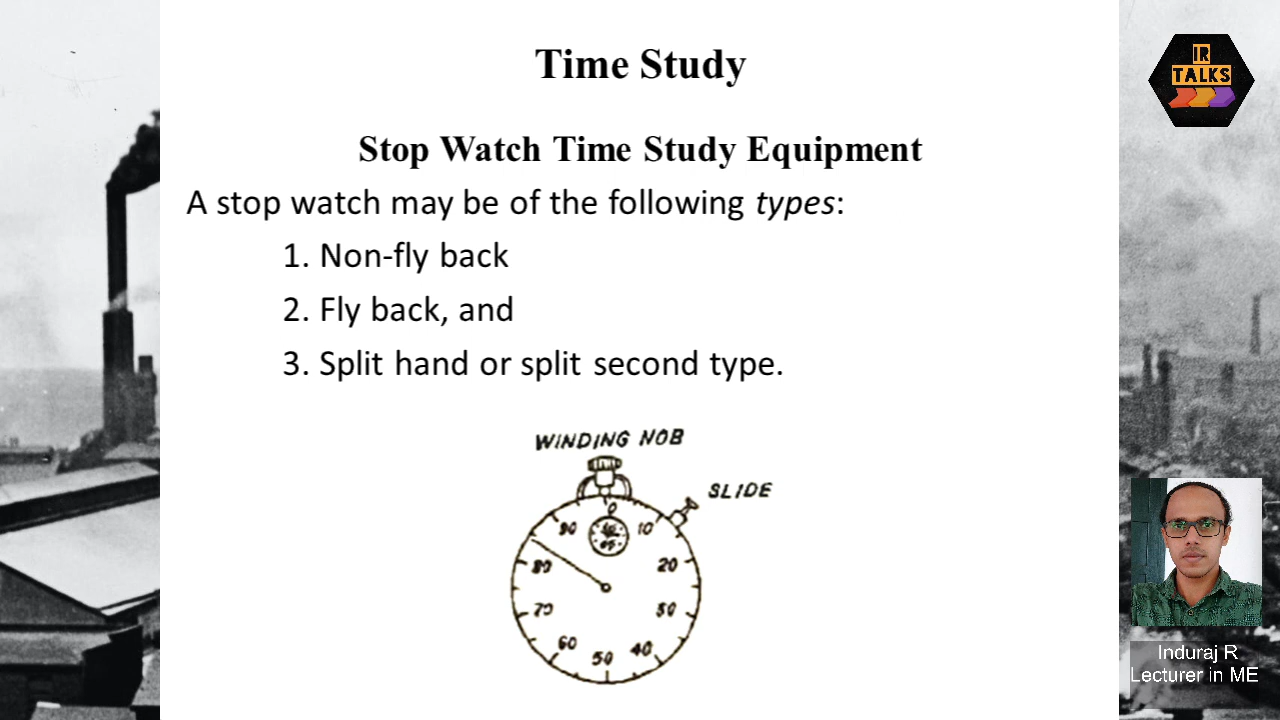 Time Study
Stop Watch Time Study Equipment
A stop watch may be of the following types:
1. Non-fly back
2. Fly back, and
3. Split hand or split second type.
WINDING NOB
SLIDE
0
90
10
80
20
70
30
60
50
40
IR
TALKS
Induraj R
Lecturer in ME